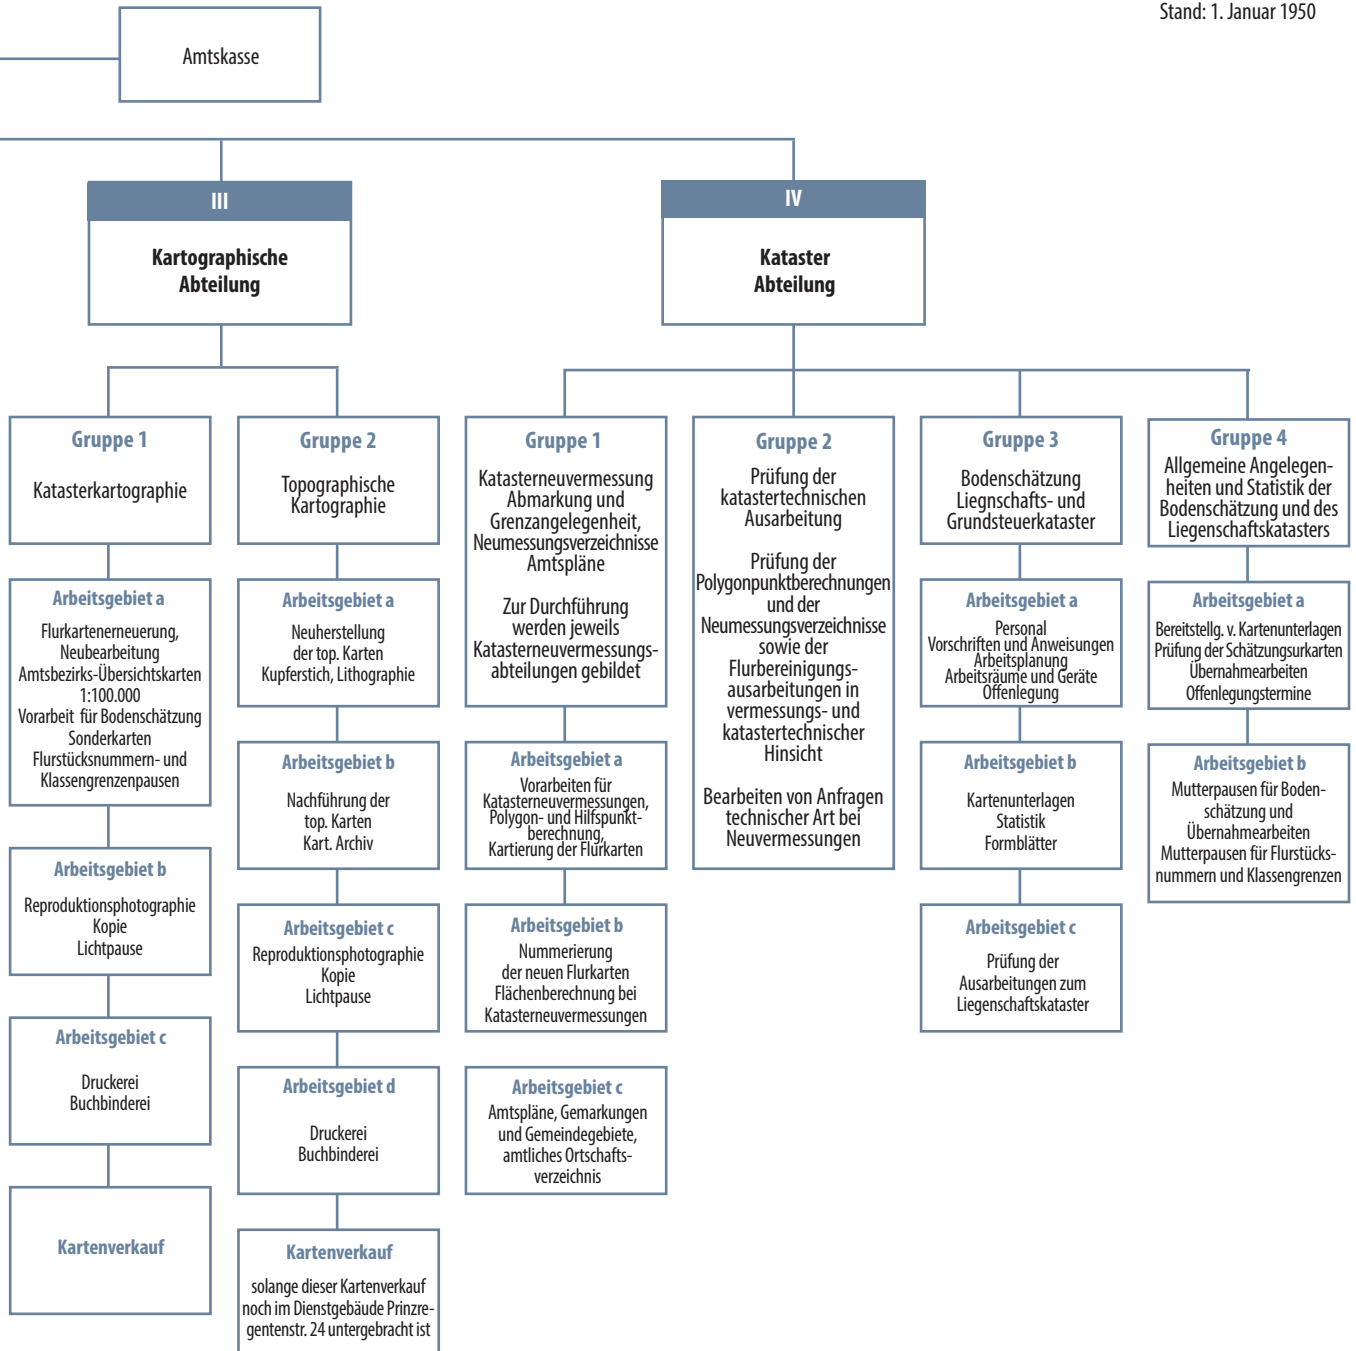 Stand: 1. Januar 1950
Amtskasse
III
Kartographische
Abteilung
IV
Kataster
Abteilung
Gruppe 1
Katasterkartographie
Arbeitsgebiet a
Flurkartenerneuerung,
Neubearbeitung
Amtsbezirks-Übersichtskarten
1:100.000
Vorarbeit für Bodenschätzung
Sonderkarten
Flurstücksnummern- und
Klassengrenzenpausen
Arbeitsgebiet b
Reproduktionsphotographie
Kopie
Lichtpause
Arbeitsgebiet c
Druckerei
Buchbinderei
Kartenverkauf
Gruppe 2
Topographische
Kartographie
Arbeitsgebiet a
Neuherstellung
der top. Karten
Kupferstich, Lithographie
Arbeitsgebiet b
Nachführung der
top. Karten
Kart. Archiv
Arbeitsgebiet c
Reproduktionsphotographie
Kopie
Lichtpause
Arbeitsgebiet d
Druckerei
Buchbinderei
Kartenverkauf
solange dieser Kartenverkauf
noch im Dienstgebäude Prinzre-
gentenstr. 24 untergebracht ist
Gruppe 1
Katasterneuvermessung
Abmarkung und
Grenzangelegenheit,
Neumessungsverzeichnisse
Amtspläne
Zur Durchführung
werden jeweils
Katasterneuvermessungs-
abteilungen gebildet
Arbeitsgebiet a
Vorarbeiten für
Katasterneuvermessungen,
Polygon- und Hilfspunkt-
berechnung,
Kartierung der Flurkarten
Arbeitsgebiet b
Nummerierung
der neuen Flurkarten
Flächenberechnung bei
Katasterneuvermessungen
Arbeitsgebiet c
Amtspläne, Gemarkungen
und Gemeindegebiete,
amtliches Ortschafts-
verzeichnis
Gruppe 2
Prüfung der
katastertechnischen
Ausarbeitung
Prüfung der
Polygonpunktberechnungen
und der
Neumessungsverzeichnisse
sowie der
Flurbereinigungs-
ausarbeitungen in
vermessungs- und
katastertechnischer
Hinsicht
Bearbeiten von Anfragen
technischer Art bei
Neuvermessungen
Gruppe 3
Bodenschätzung
Liegnschafts- und
Grundsteuerkataster
Arbeitsgebiet a
Personal
Vorschriften und Anweisungen
Arbeitsplanung
Arbeitsräume und Geräte
Offenlegung
Arbeitsgebiet b
Kartenunterlagen
Statistik
Formblätter
Arbeitsgebiet c
Prüfung der
Ausarbeitungen zum
Liegenschaftskataster
Gruppe 4
Allgemeine Angelegen-
heiten und Statistik der
Bodenschätzung und des
Liegenschaftskatasters
Arbeitsgebiet a
Bereitstellg. v. Kartenunterlagen
Prüfung der Schätzungsurkarten
Übernahmearbeiten
Offenlegungstermine
Arbeitsgebiet b
Mutterpausen für Boden-
schätzung und
Übernahmearbeiten
Mutterpausen für Flurstücks-
nummern und Klassengrenzen